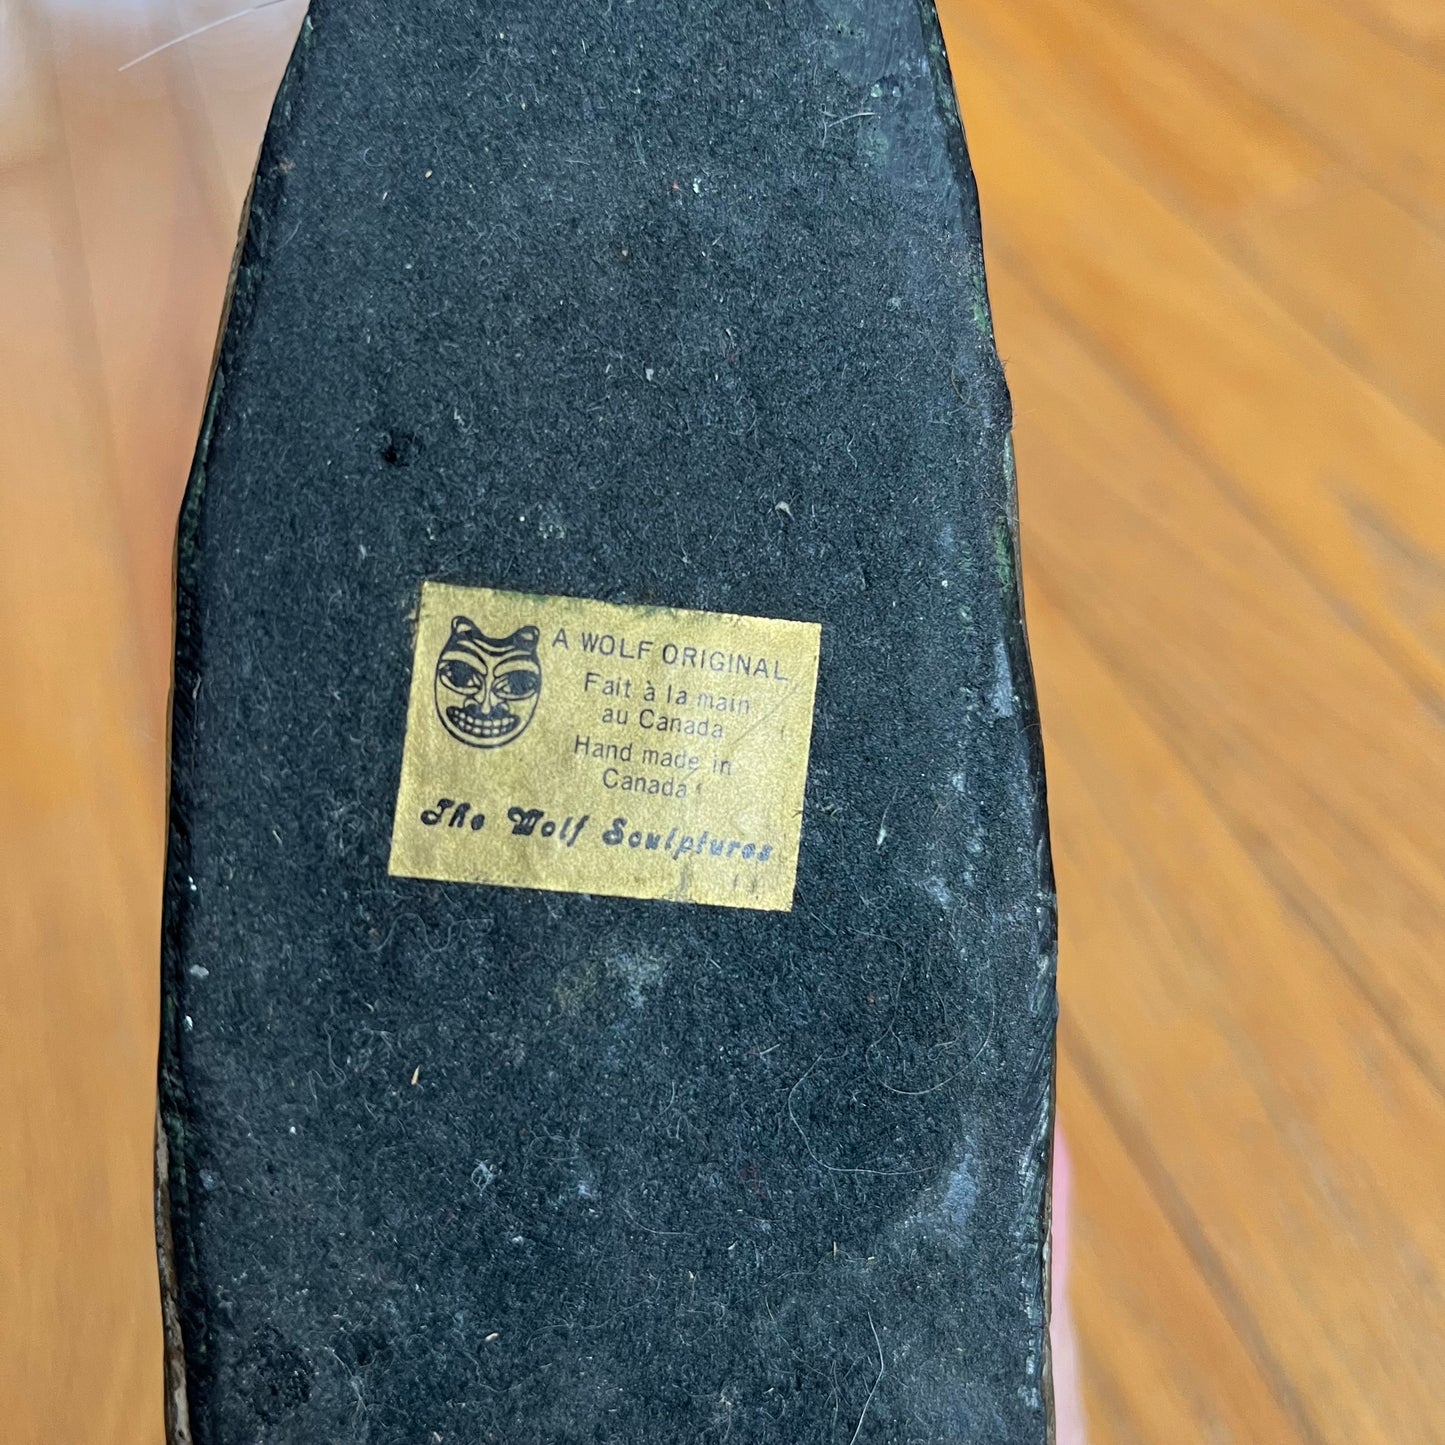 A WOLF ORIGINAL
Fait à la main
au Canada
Hand made in
Canada
The Wolf Sculptures